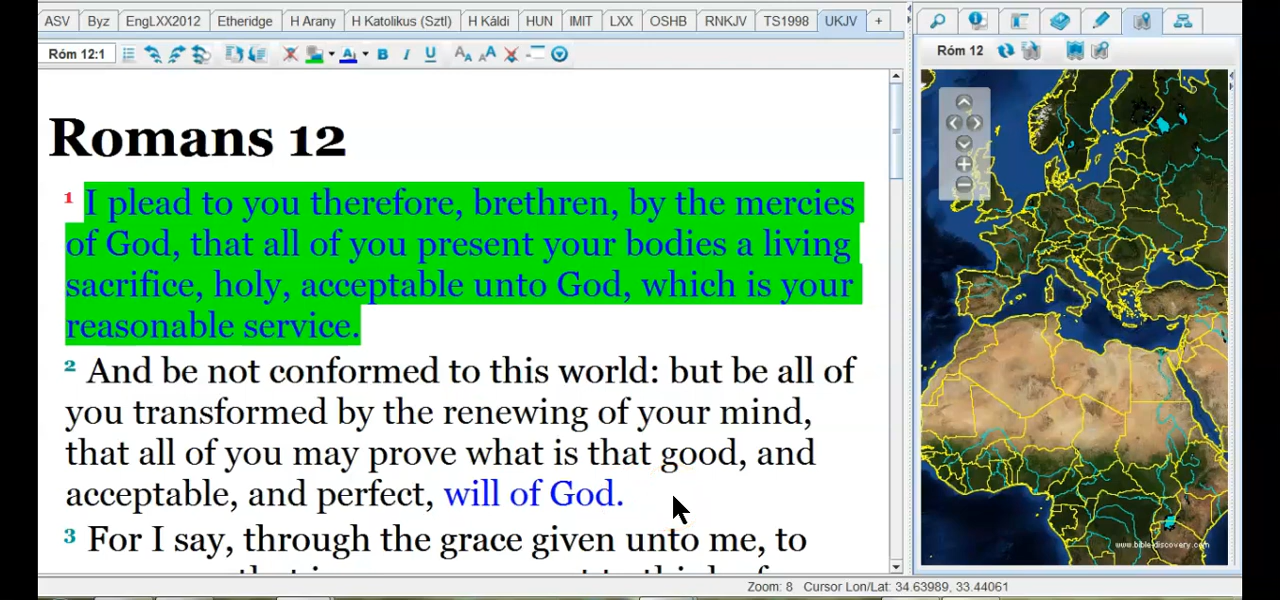 ASV Byz EngLXX2012 Etheridge H Arany H Katolikus (Sztl) H Káldi HUN IMIT LXX OSHB RNKJV TS1998 UKJV +
Róm 12:1
Róm 12
Romans 12
1 I plead to you therefore, brethren, by the mercies
of God, that all of you present your bodies a living
sacrifice, holy, acceptable unto God, which is your
reasonable service.
2 And be not conformed to this world: but be all of
you transformed by the renewing of your mind,
that all of you may prove what is that good, and
acceptable, and perfect, will of God.
3 For I say, through the grace given unto me, to
www.bible-discovery.com
Zoom: 8 Cursor Lon/Lat: 34.63989, 33.44061